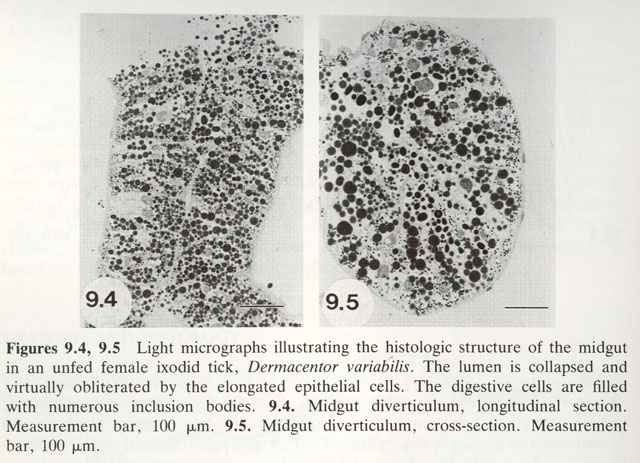 9.4
9.5
Figures 9.4, 9.5 Light micrographs illustrating the histologic structure of the midgut
in an unfed female ixodid tick, Dermacentor variabilis. The lumen is collapsed and
virtually obliterated by the elongated epithelial cells. The digestive cells are filled
with numerous inclusion bodies. 9.4. Midgut diverticulum, longitudinal section.
Measurement bar, 100 μm. 9.5. Midgut diverticulum, cross-section. Measurement
bar, 100 μm.